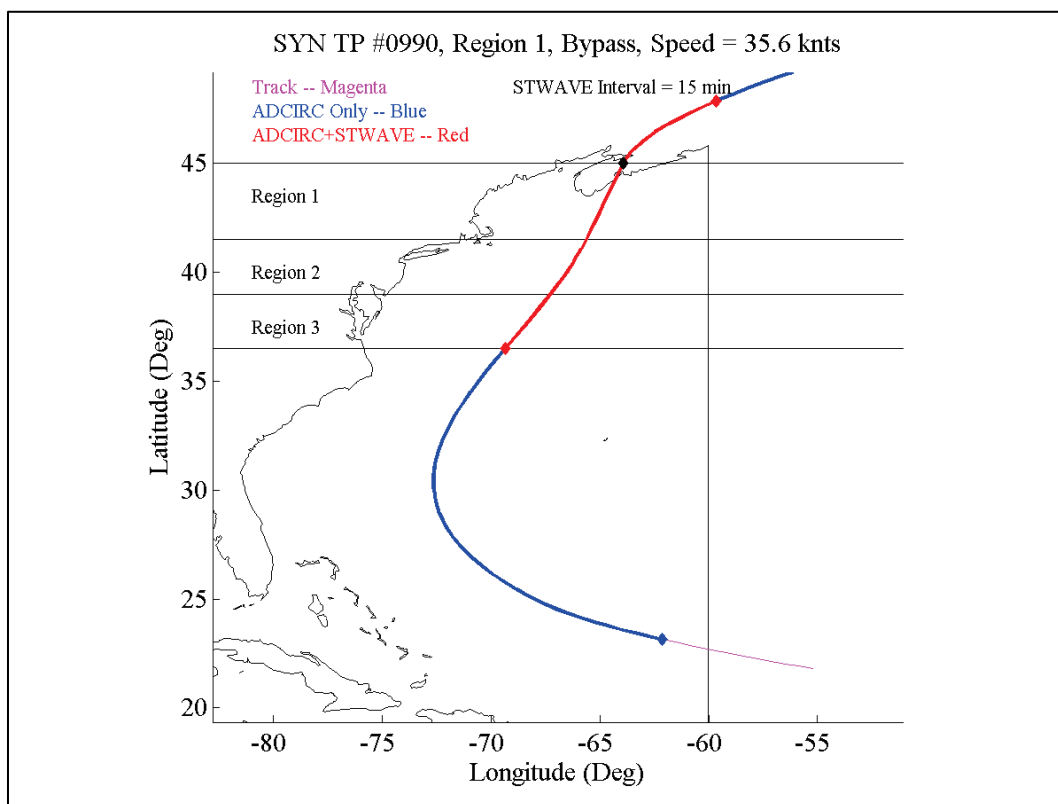 SYN TP #0990, Region 1, Bypass, Speed = 35.6 knts
Track -- Magenta
STWAVE Interval = 15 min
ADCIRC Only -- Blue
ADCIRC+STWAVE -- Red
45
Region 1
40
Region 2
Region 3
35
30
25
20
Latitude (Deg)
-80
-75
-70
-65
-60
-55
Longitude (Deg)